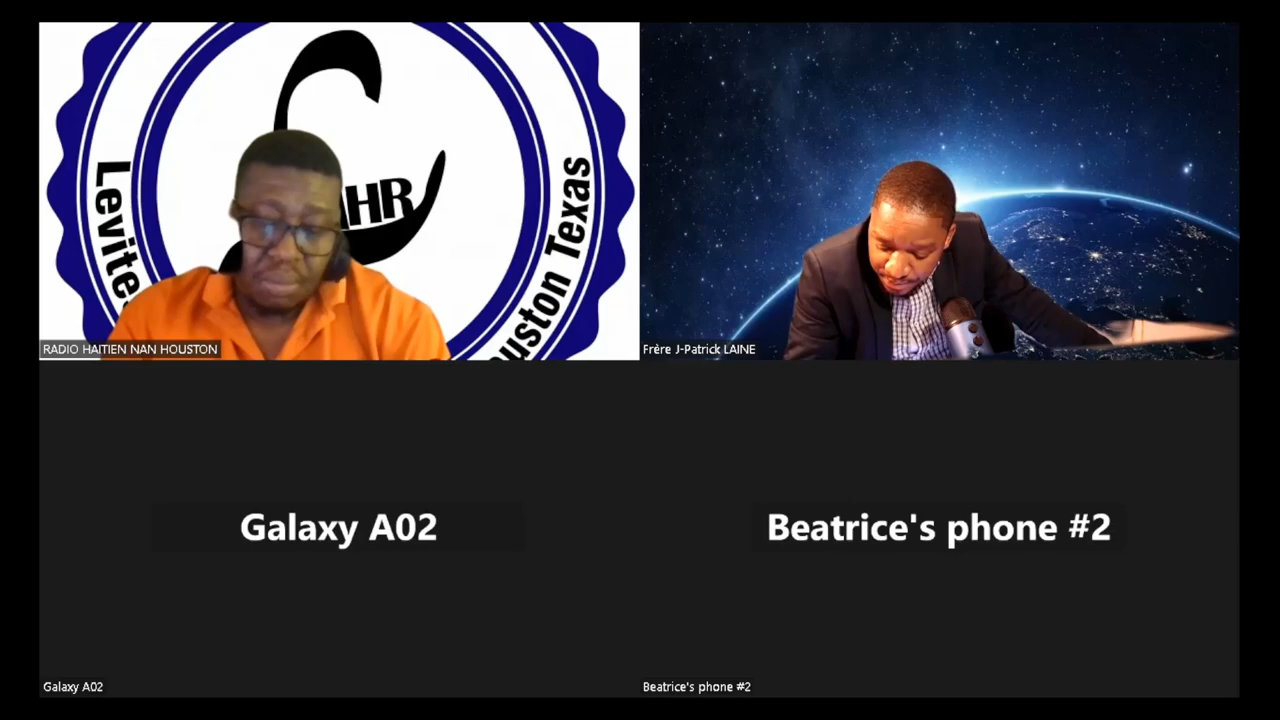 Levites
HR
Houston Texas
RADIO HAITIEN NAN HOUSTON
Frère J-Patrick LAINE
Galaxy A02
Beatrice's phone #2
Galaxy A02
Beatrice's phone #2